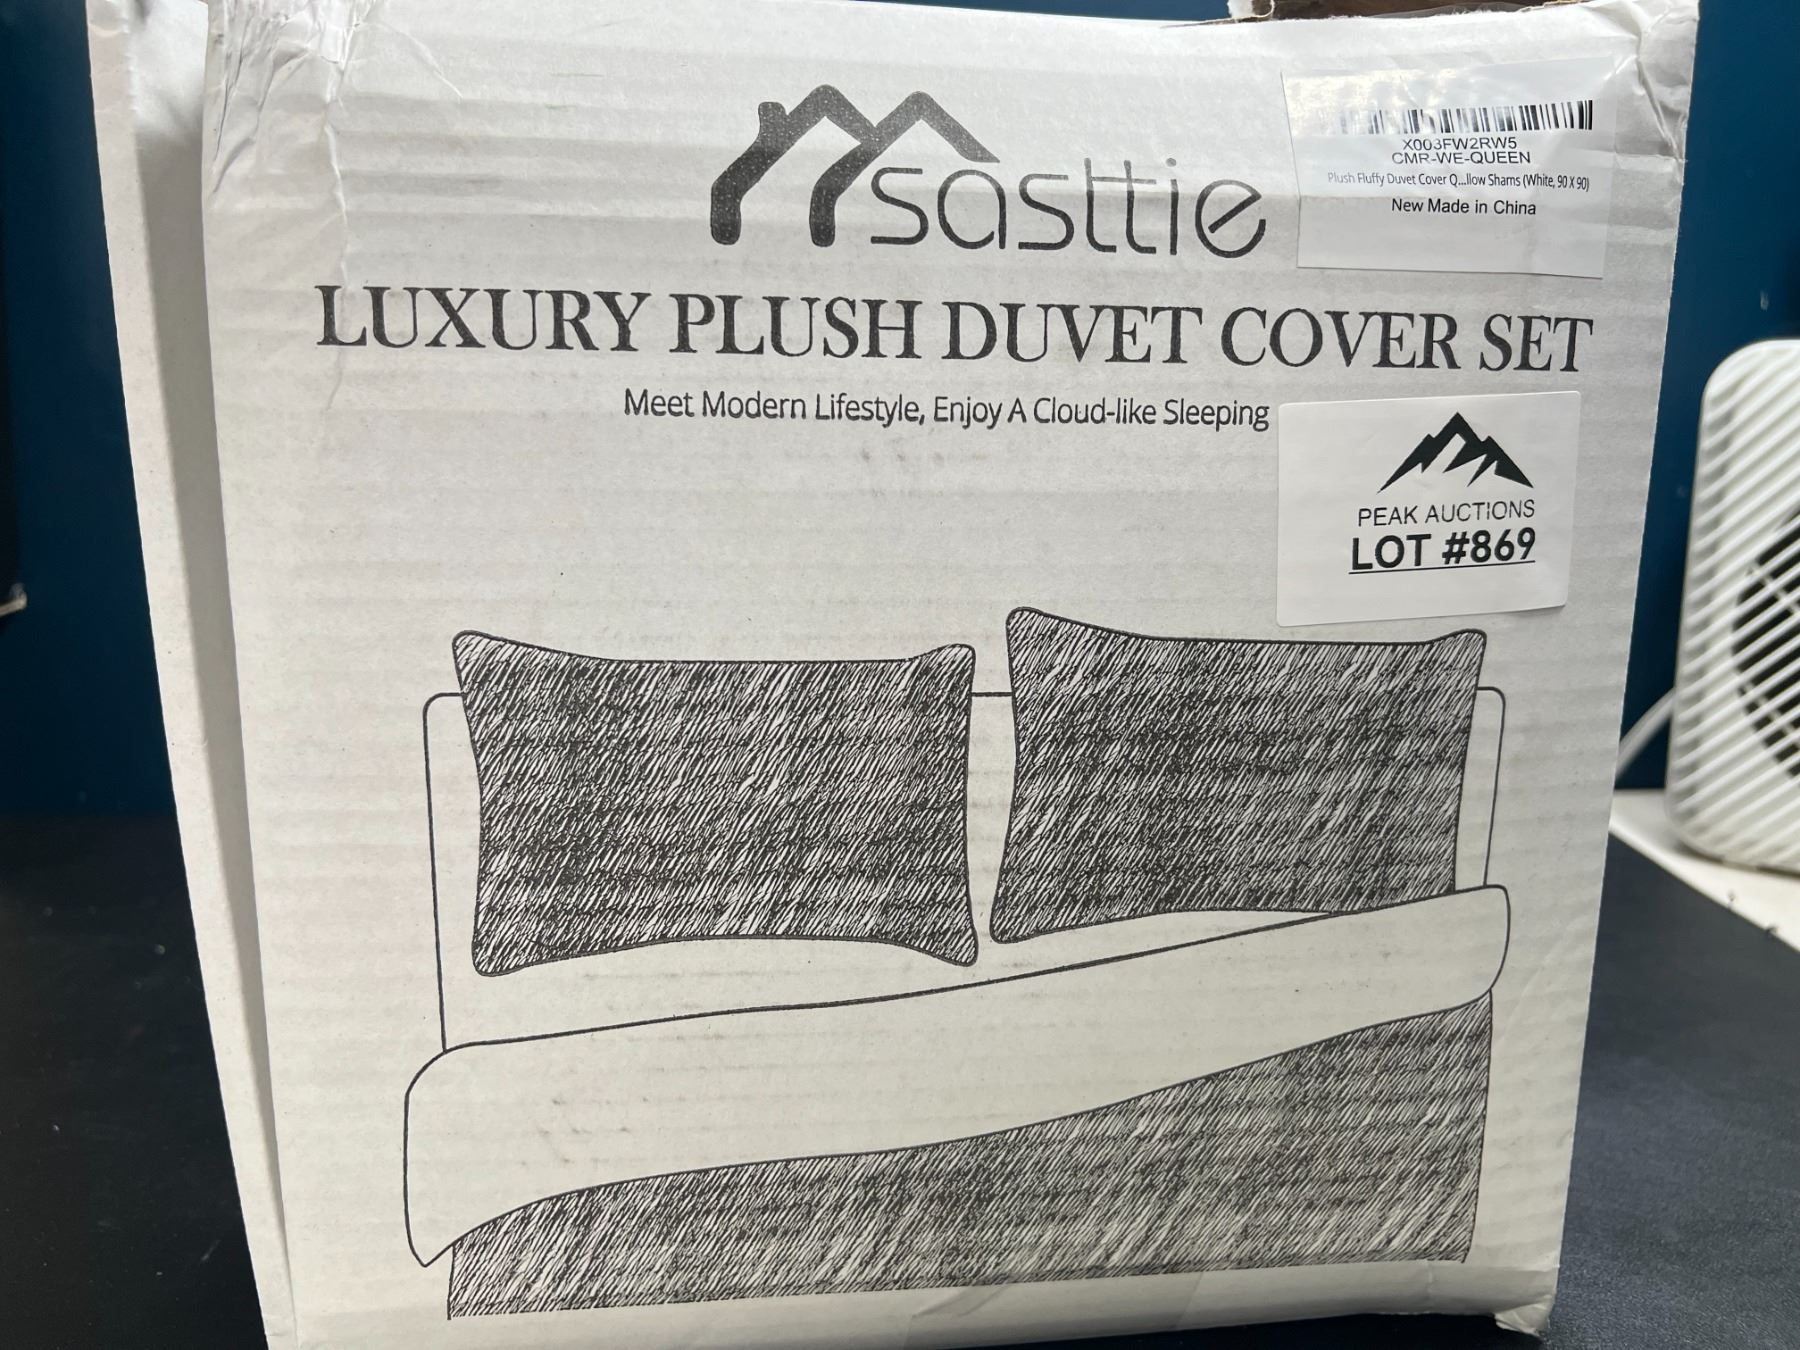 sasttie
X003FW2RW5
CMR-WE-QUEEN
Plush Fluffy Duvet Cover Q...llow Shams (White, 90 X 90)
New Made in China
LUXURY PLUSH DUVET COVER SET
Meet Modern Lifestyle, Enjoy A Cloud-like Sleeping
PEAK AUCTIONS
LOT #869